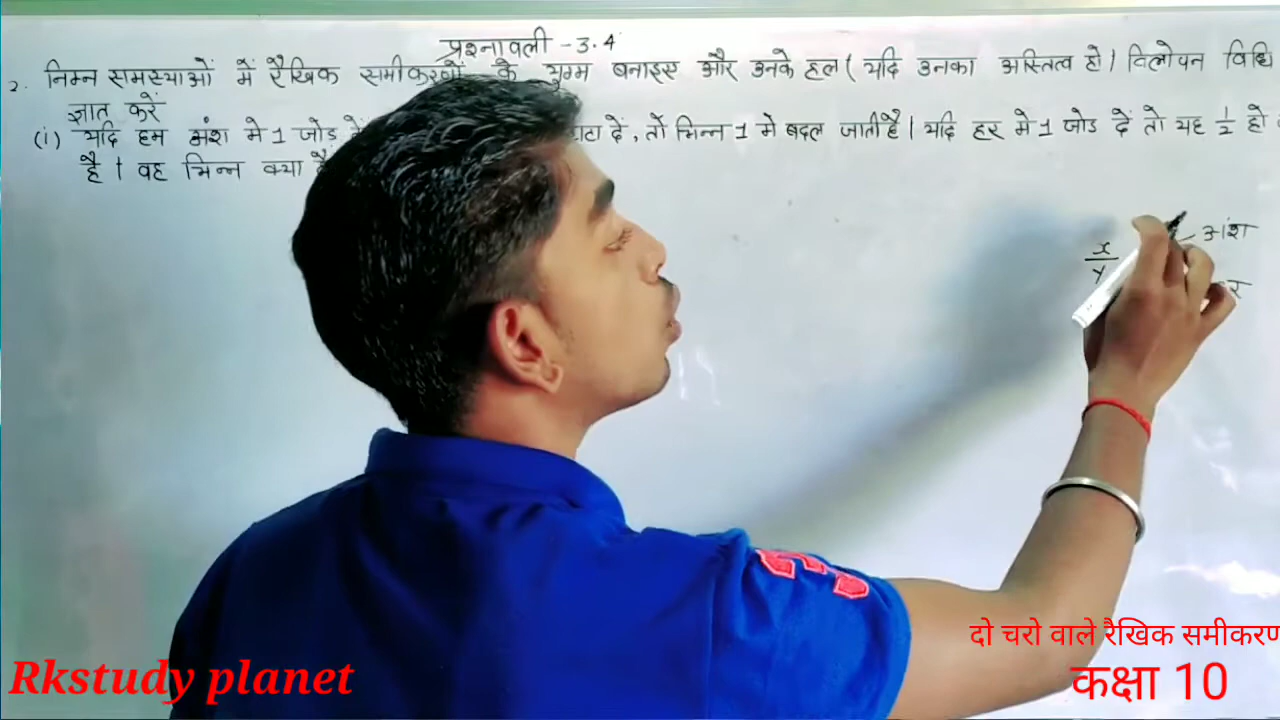 प्रश्नावली - 3.4
2. निम्न समस्याओं में रैखिक समीकरणों के युग्म बनाइए और उनके हल ( यदि उनका अस्तित्व हो ) विलोपन विधि
ज्ञात करें
(i) यदि हम अंश मे 1 जोड़ दें, तो भिन्न 1 मे बदल जाती है । यदि हर मे 1 जोड दें तो यह 1/2 हो
है । वह भिन्न क्या
x/y अंश
दो चरो वाले रैखिक समीकरण
Rkstudy planet
कक्षा 10